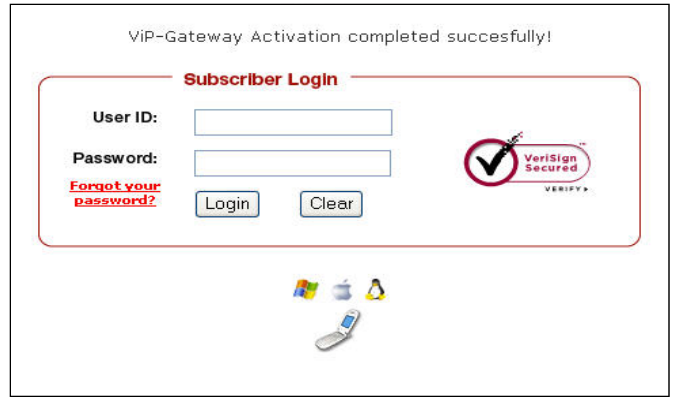 ViP-Gateway Activation completed succesfully!
Subscriber Login
User ID:
Password:
Forgot your
password?
Login
Clear
VeriSign
Secured
VERIFY